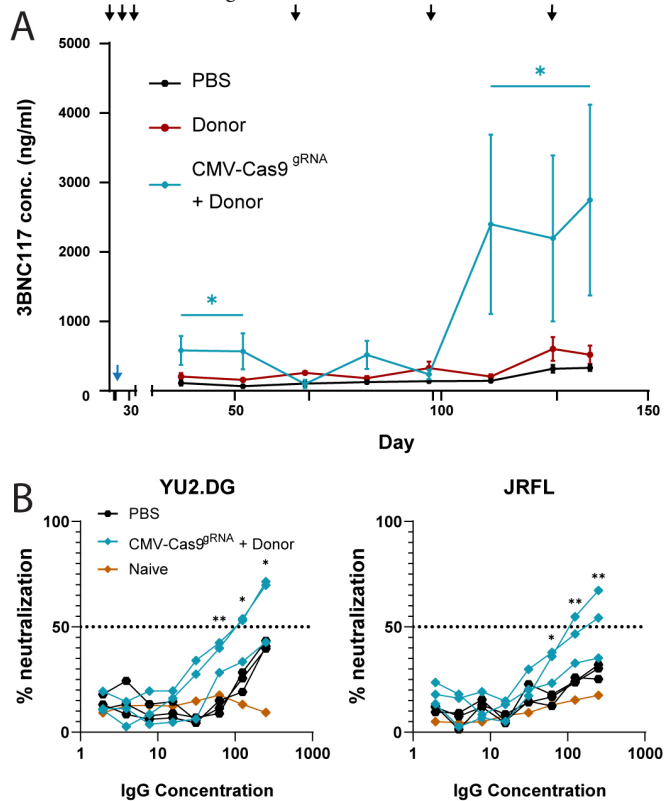 A
5000
4000
3000
2000
1000
0
3BNC117 conc. (ng/ml)
PBS
Donor
CMV-Cas9 gRNA
+ Donor
*
*
30
50
100
150
Day
B
YU2.DG
JRFL
PBS
CMV-Cas9gRNA + Donor
Naive
100
50
0
% neutralization
**
*
*
1
10
100
1000
IgG Concentration
100
50
0
% neutralization
*
**
**
1
10
100
1000
IgG Concentration